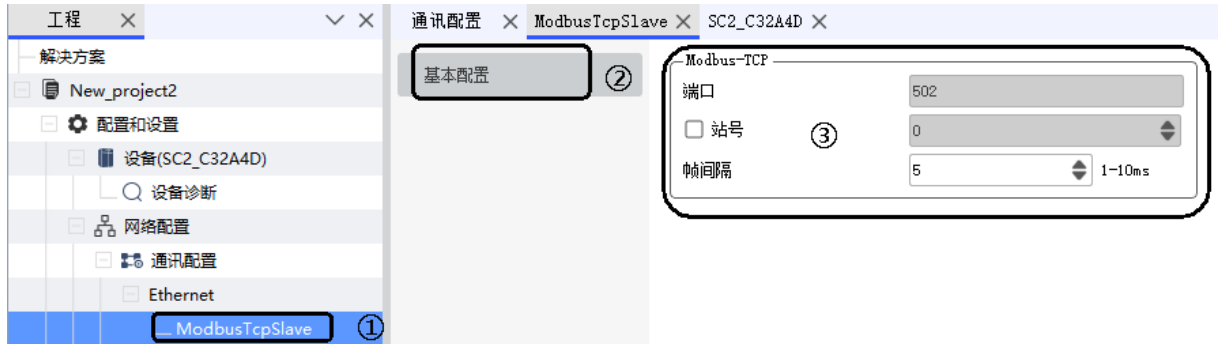 工程
通讯配置 ModbusTcpSlave SC2_C32A4D
解决方案
New_project2
配置和设置
设备(SC2_C32A4D)
设备诊断
网络配置
通讯配置
Ethernet
ModbusTcpSlave ①
基本配置 ②
Modbus-TCP
端口 502
站号 ③ 0
帧间隔 5 1-10ms